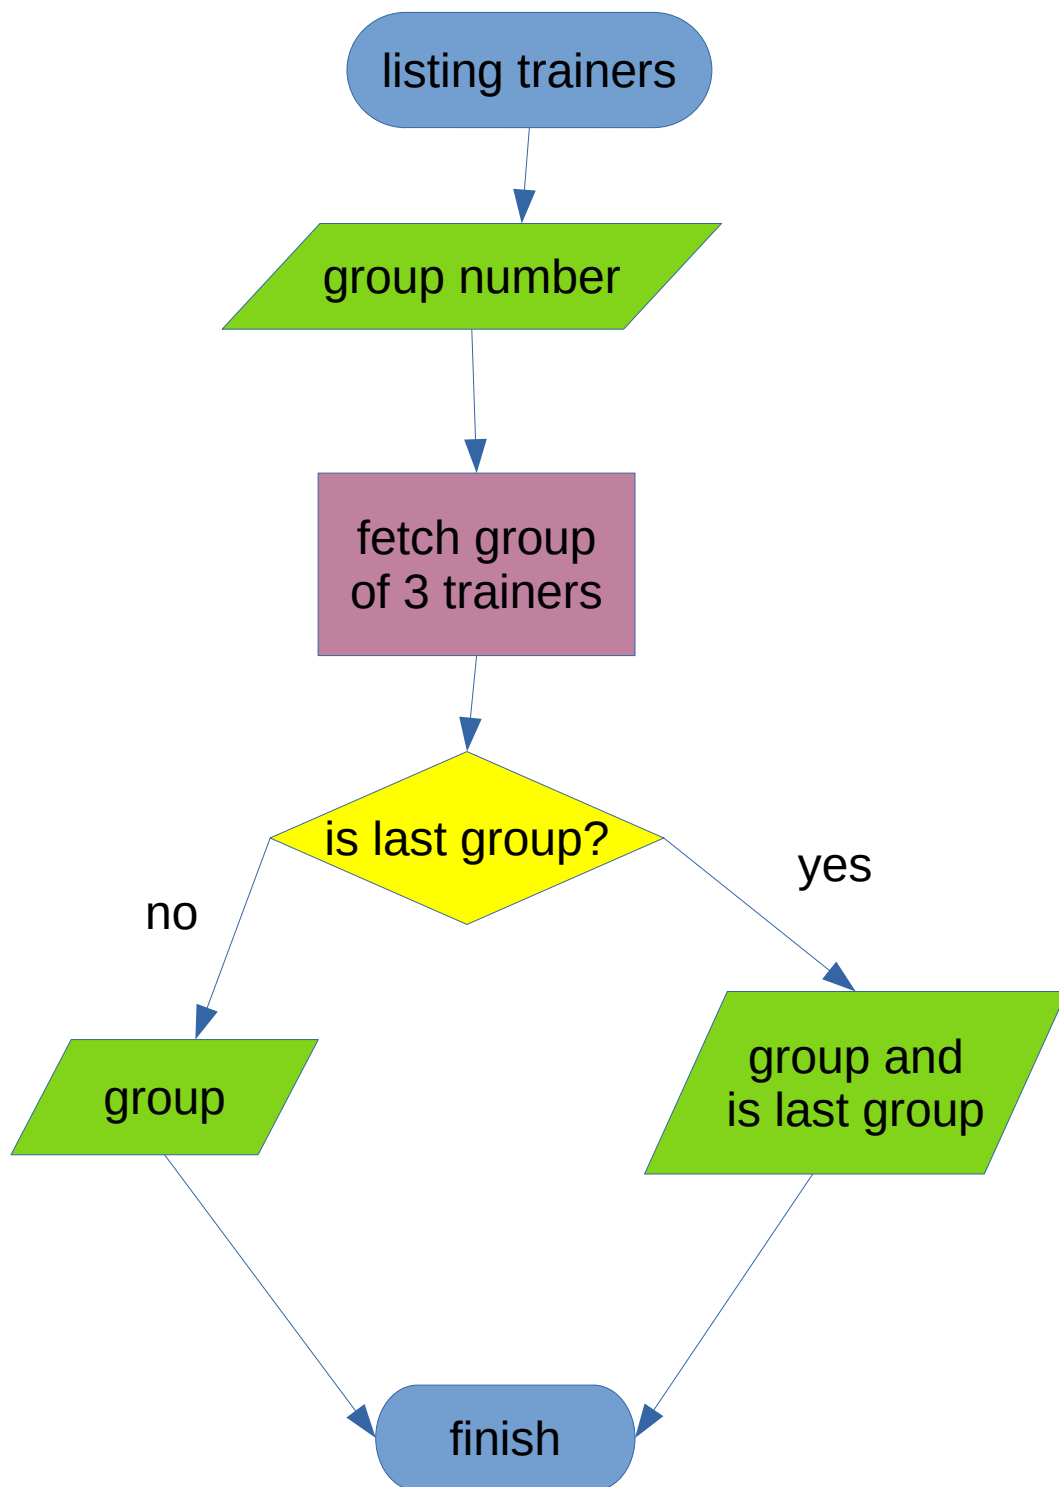 listing trainers
group number
fetch group
of 3 trainers
is last group?
yes
no
group and
is last group
group
finish